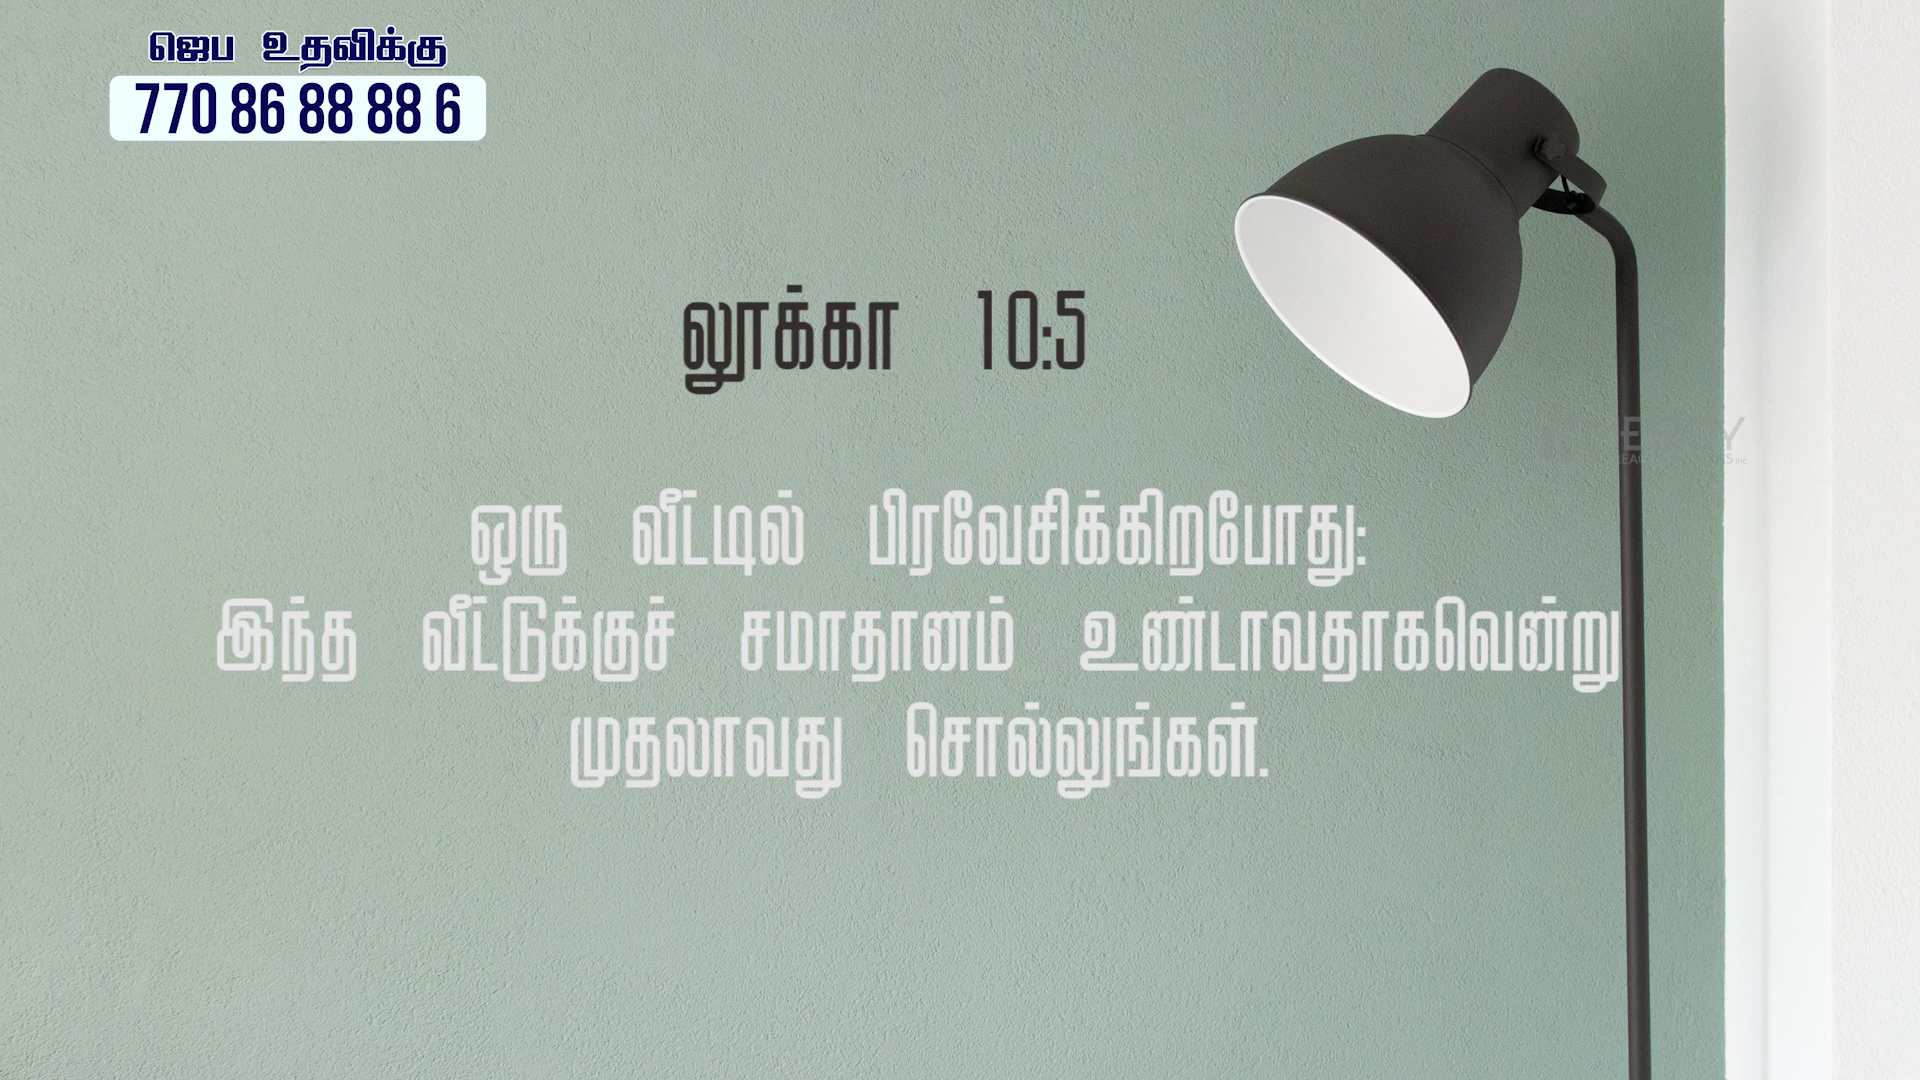 ஜெப உதவிக்கு
770 86 88 88 6
லூக்கா 10:5
ஒரு வீட்டில் பிரவேசிக்கிறபோது:
இந்த வீட்டுக்குச் சமாதானம் உண்டாவதாகவென்று
முதலாவது சொல்லுங்கள்.